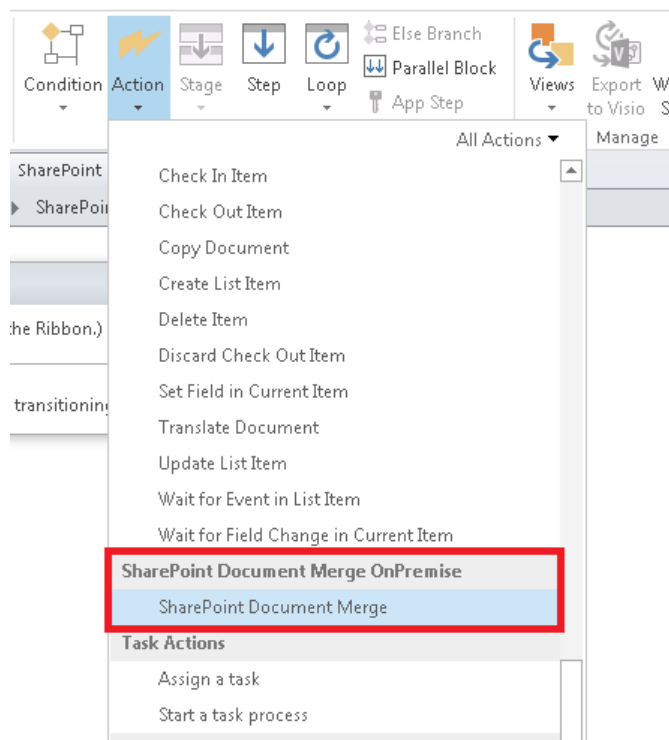 Else Branch
Parallel Block
App Step
Condition Action Stage Step Loop Views Export W
to Visio S
All Actions Manage
SharePoint
Check In Item
SharePoi
Check Out Item
Copy Document
Create List Item
Delete Item
the Ribbon.)
Discard Check Out Item
Set Field in Current Item
transitioning
Translate Document
Update List Item
Wait for Event in List Item
Wait for Field Change in Current Item
SharePoint Document Merge OnPremise
SharePoint Document Merge
Task Actions
Assign a task
Start a task process